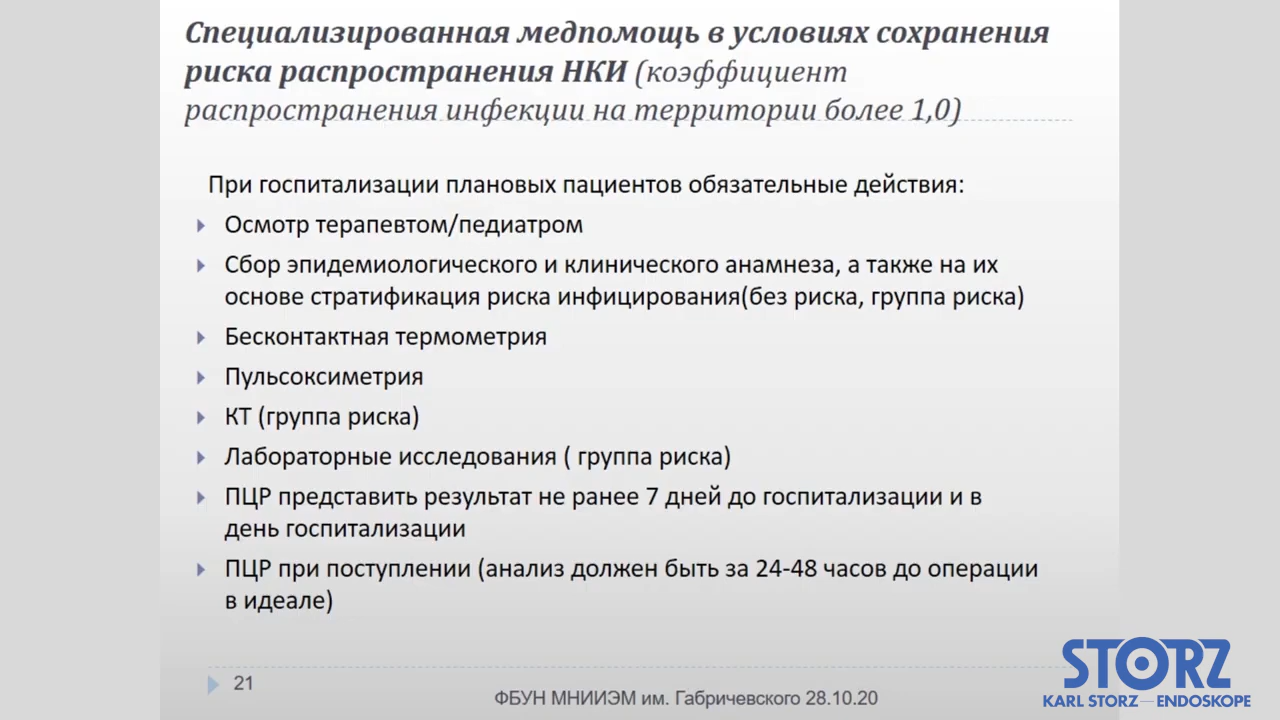 Специализированная медпомощь в условиях сохранения
риска распространения НКИ (коэффициент
распространения инфекции на территории более 1,0)
При госпитализации плановых пациентов обязательные действия:
Осмотр терапевтом/педиатром
Сбор эпидемиологического и клинического анамнеза, а также на их
основе стратификация риска инфицирования(без риска, группа риска)
Бесконтактная термометрия
Пульсоксиметрия
КТ (группа риска)
Лабораторные исследования ( группа риска)
ПЦР представить результат не ранее 7 дней до госпитализации и в
день госпитализации
ПЦР при поступлении (анализ должен быть за 24-48 часов до операции
в идеале)
21
ФБУН МНИИЭМ им. Габричевского 28.10.20
STORZ
KARL STORZ—ENDOSKOPE